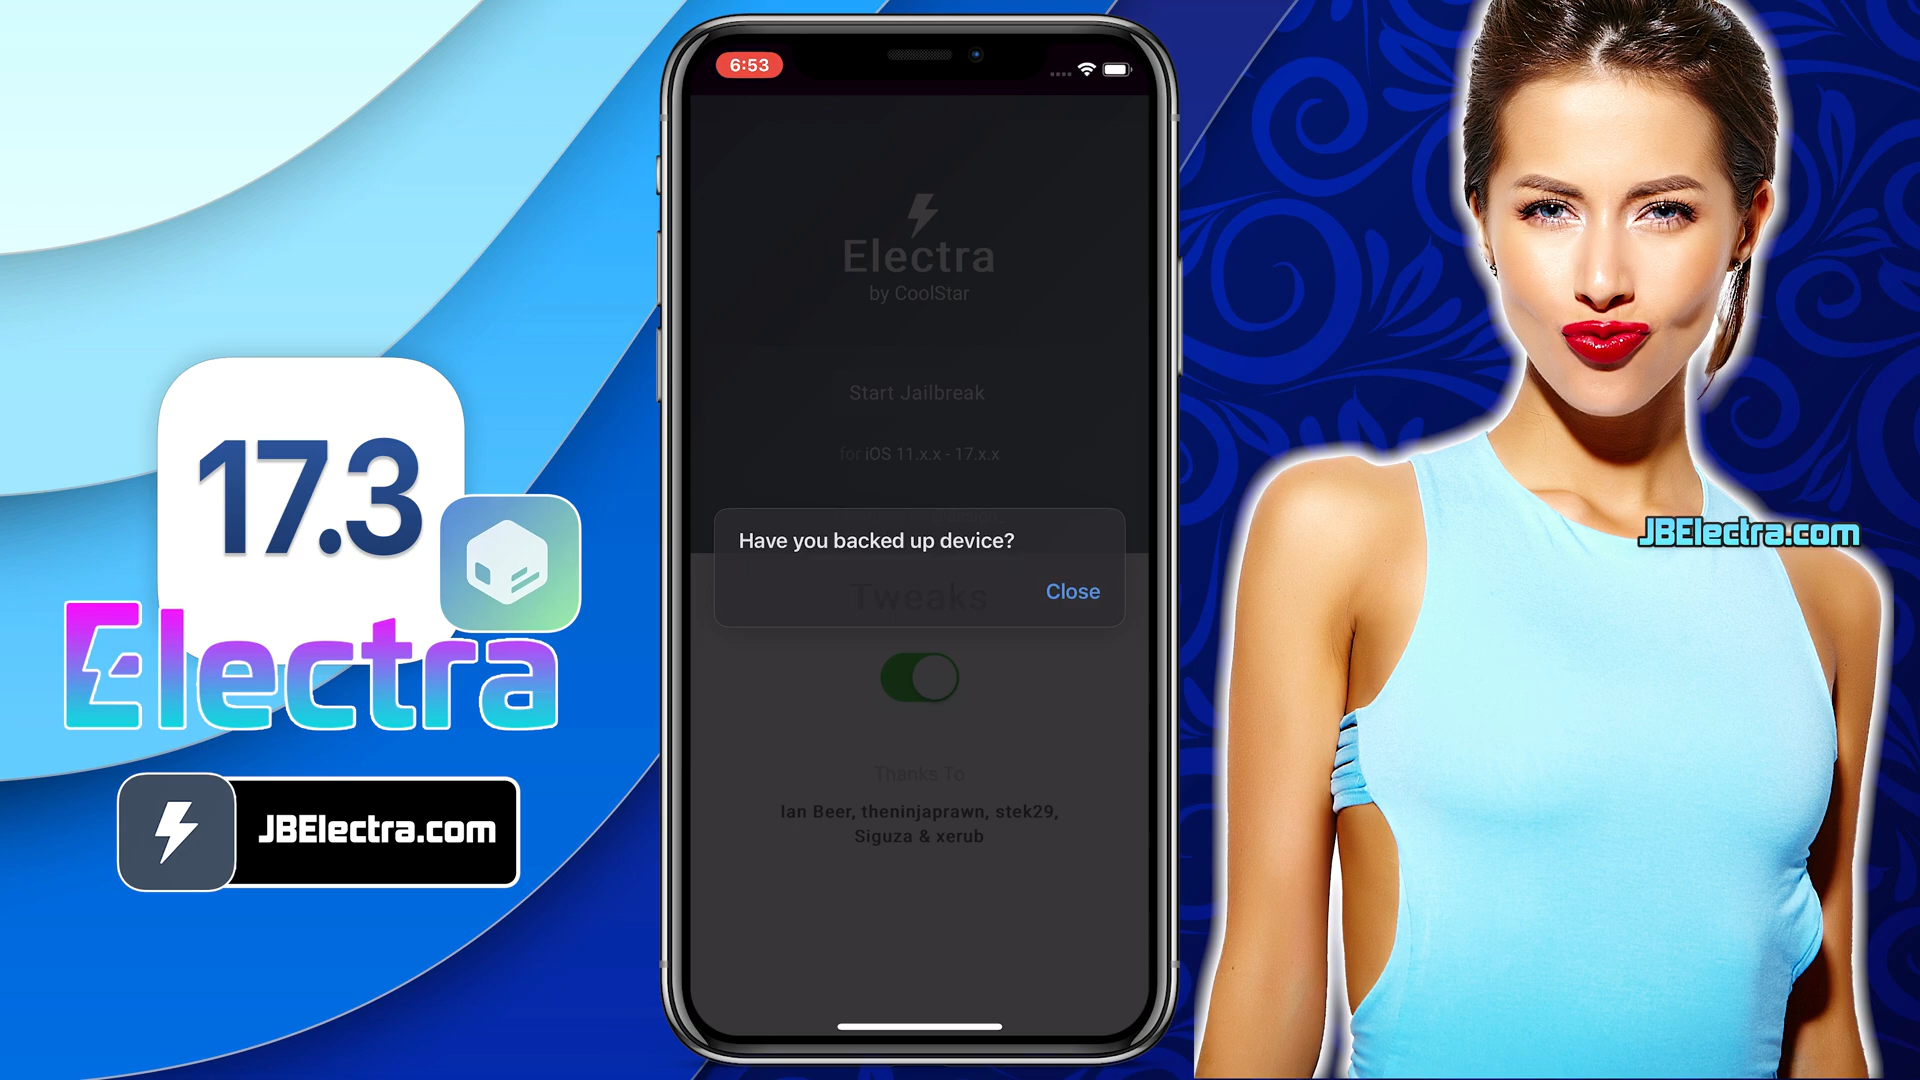 6:53
Electra
by CoolStar
Start Jailbreak
for iOS 11.x.x - 17.x.x
Have you backed up device?
Close
Tweaks
Thanks To
Ian Beer, theninjaprawn, stek29,
Siguza & xerub
17.3
Electra
JBElectra.com
JBElectra.com